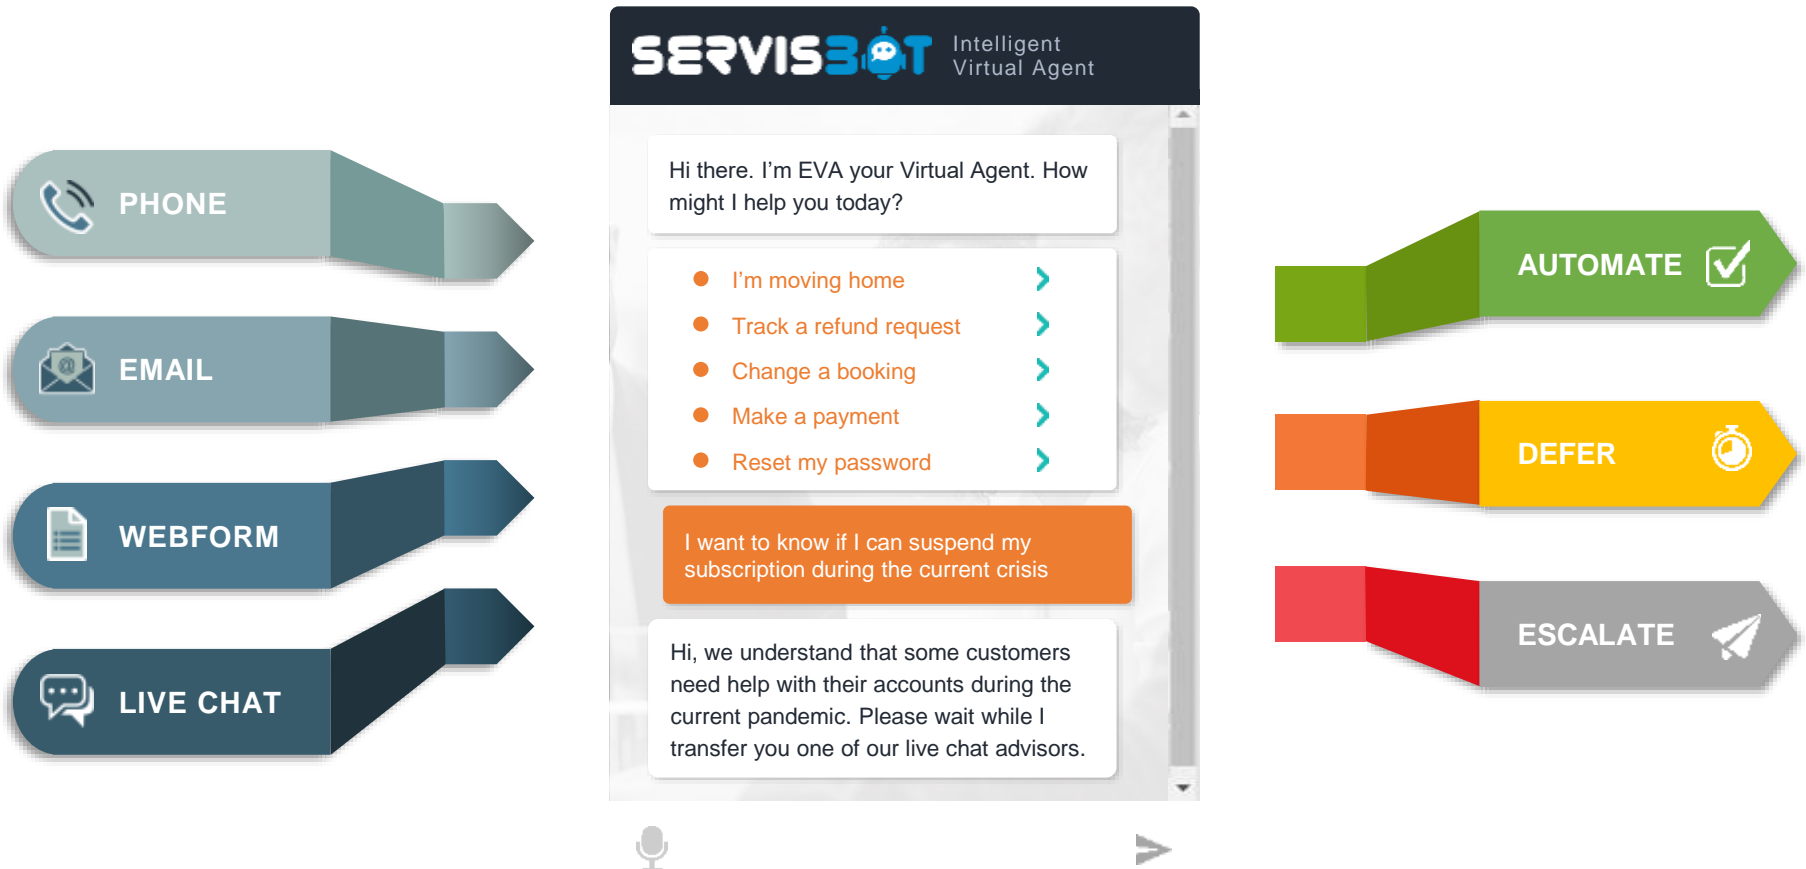 PHONE
EMAIL
WEBFORM
LIVE CHAT
SERVISBOT
Intelligent
Virtual Agent
Hi there. I'm EVA your Virtual Agent. How
might I help you today?
I'm moving home
Track a refund request
Change a booking
Make a payment
Reset my password
I want to know if I can suspend my
subscription during the current crisis
Hi, we understand that some customers
need help with their accounts during the
current pandemic. Please wait while I
transfer you one of our live chat advisors.
AUTOMATE
DEFER
ESCALATE